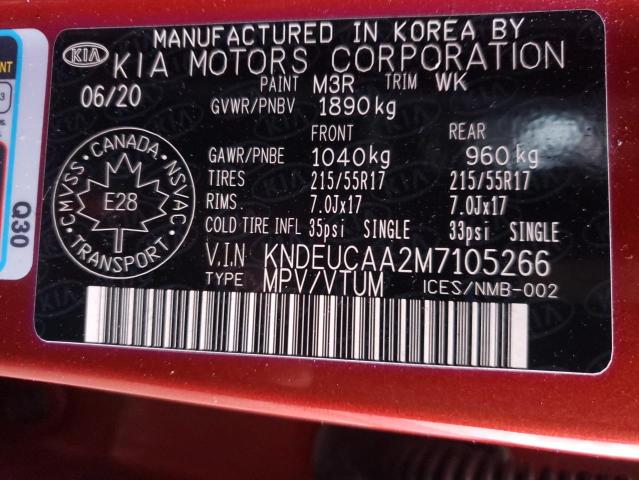 MANUFACTURED IN KOREA BY
KIA KIA MOTORS CORPORATION
06/20 PAINT M3R TRIM WK
GVWR/PNBV 1890kg
FRONT REAR
GAWR/PNBE 1040kg 960kg
TIRES 215/55R17 215/55R17
RIMS. 7.0Jx17 7.0Jx17
COLD TIRE INFL 35psi SINGLE 33psi SINGLE
V.I.N KNDEUCAA2M7105266
TYPE MPV/VTUM ICES/NMB-002
CANADA
CMVSS NSVAC
E28
TRANSPORT
NT
3
Q30